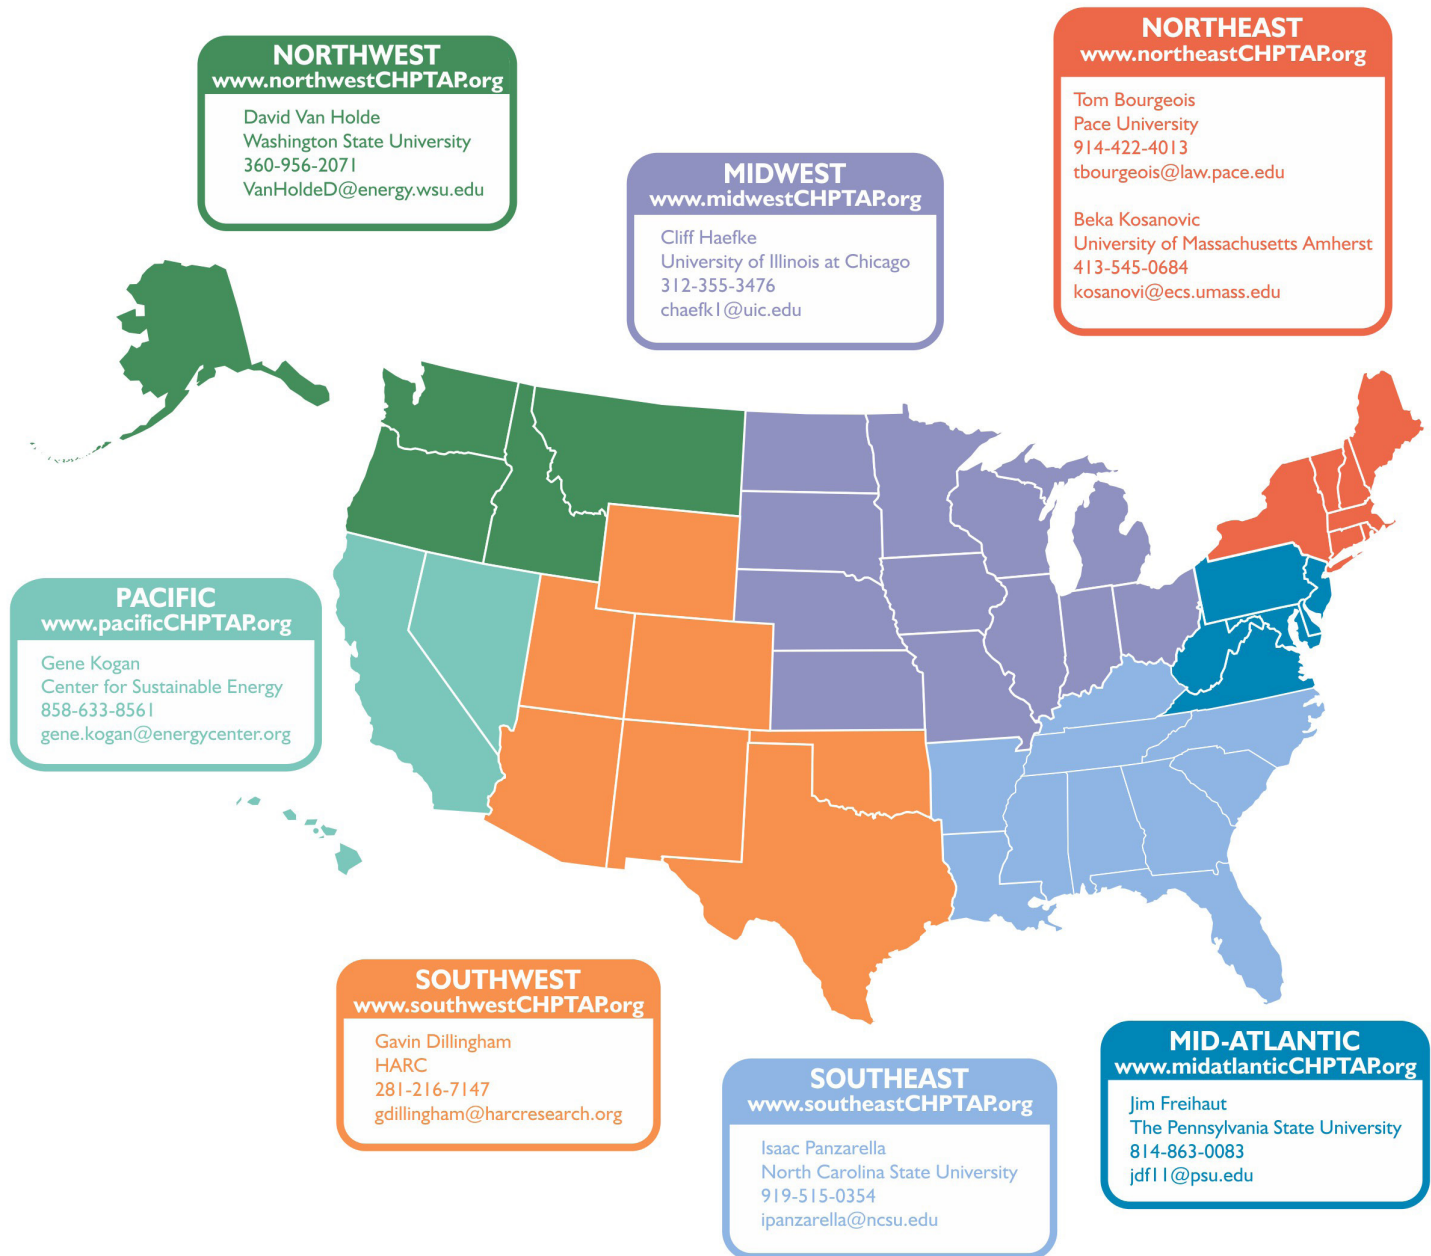 NORTHWEST
www.northwestCHPTAP.org
David Van Holde
Washington State University
360-956-2071
VanHoldeD@energy.wsu.edu
NORTHEAST
www.northeastCHPTAP.org
Tom Bourgeois
Pace University
914-422-4013
tbourgeois@law.pace.edu
Beka Kosanovic
University of Massachusetts Amherst
413-545-0684
kosanovi@ecs.umass.edu
MIDWEST
www.midwestCHPTAP.org
Cliff Haefke
University of Illinois at Chicago
312-355-3476
chaefk1@uic.edu
PACIFIC
www.pacificCHPTAP.org
Gene Kogan
Center for Sustainable Energy
858-633-8561
gene.kogan@energycenter.org
SOUTHWEST
www.southwestCHPTAP.org
Gavin Dillingham
HARC
281-216-7147
gdillingham@harcresearch.org
SOUTHEAST
www.southeastCHPTAP.org
Isaac Panzarella
North Carolina State University
919-515-0354
ipanzarella@ncsu.edu
MID-ATLANTIC
www.midatlanticCHPTAP.org
Jim Freihaut
The Pennsylvania State University
814-863-0083
jdf11@psu.edu